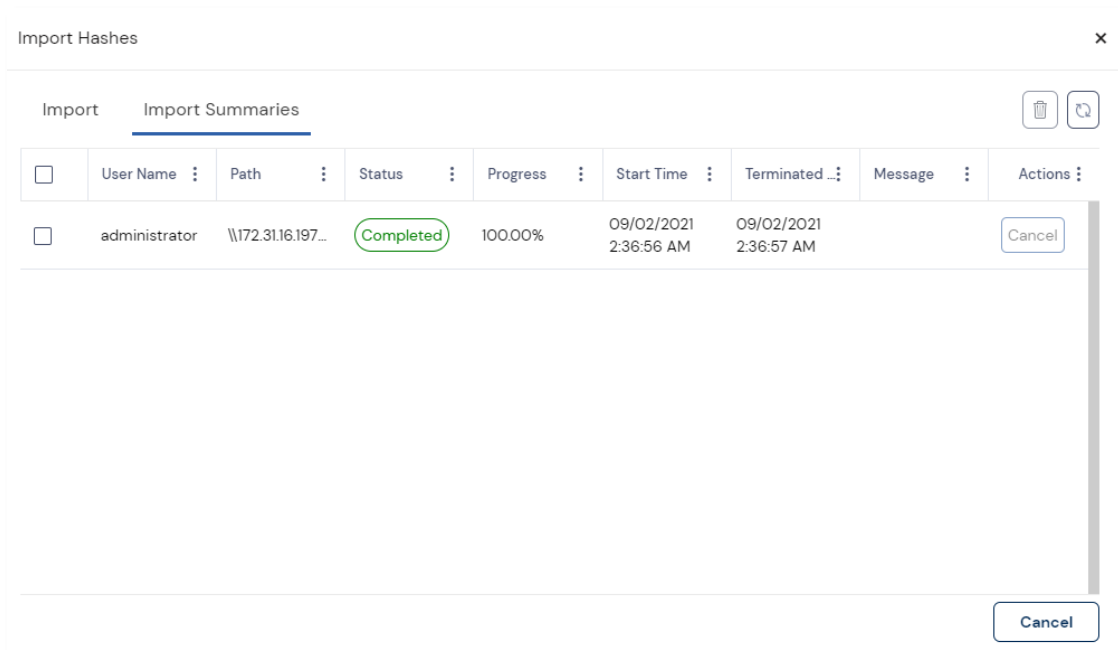 Import Hashes
Import Import Summaries
User Name Path Status Progress Start Time Terminated ... Message Actions
administrator \\172.31.16.197... Completed 100.00% 09/02/2021 09/02/2021 Cancel
2:36:56 AM 2:36:57 AM
Cancel